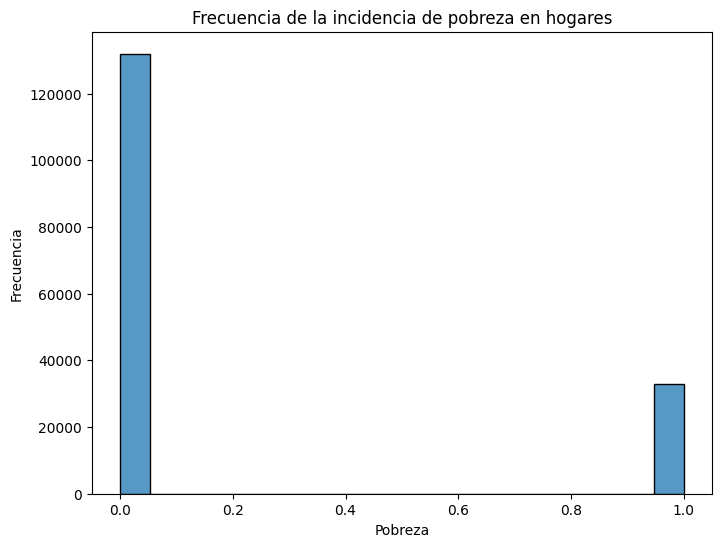 Frecuencia de la incidencia de pobreza en hogares
120000
100000
80000
60000
40000
20000
0
Frecuencia
0.0 0.2 0.4 0.6 0.8 1.0
Pobreza